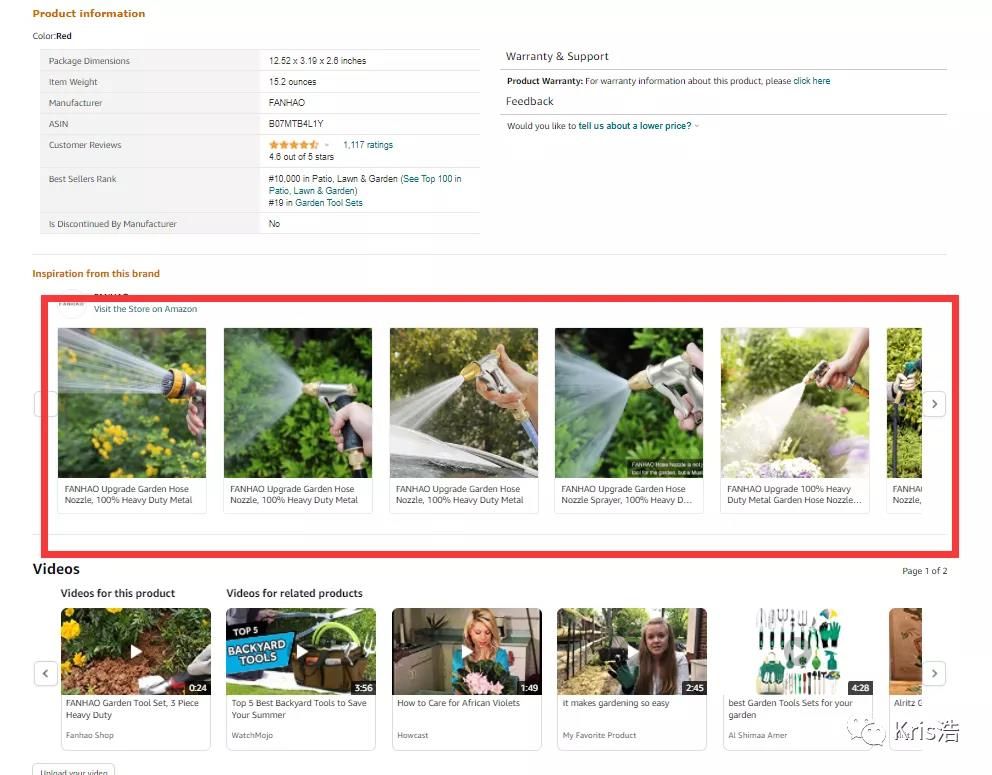 Product information
Color:Red
Package Dimensions
12.52 x 3.19 x 2.6 inches
Item Weight
15.2 ounces
Manufacturer
FANHAO
ASIN
B07MTB4L1Y
Customer Reviews
1,117 ratings
4.6 out of 5 stars
Best Sellers Rank
#10,000 in Patio, Lawn & Garden (See Top 100 in
Patio, Lawn & Garden)
#19 in Garden Tool Sets
Is Discontinued By Manufacturer
No
Warranty & Support
Product Warranty: For warranty information about this product, please click here
Feedback
Would you like to tell us about a lower price?
Inspiration from this brand
FANHAO
Visit the Store on Amazon
FANHAO Upgrade Garden Hose
Nozzle, 100% Heavy Duty Metal
FANHAO Upgrade Garden Hose
Nozzle, 100% Heavy Duty Metal
FANHAO Upgrade Garden Hose
Nozzle, 100% Heavy Duty Metal
FANHAO Hose Nozzle is not
tool for the garden, but a Mus
FANHAO Upgrade Garden Hose
Nozzle Sprayer, 100% Heavy D...
FANHAO Upgrade 100% Heavy
Duty Metal Garden Hose Nozzle...
FANHA
Nozzle,
Videos
Page 1 of 2
Videos for this product
Videos for related products
0:24
FANHAO Garden Tool Set, 3 Piece
Heavy Duty
Fanhao Shop
TOP 5
BACKYARD
TOOLS
3:56
Top 5 Best Backyard Tools to Save
Your Summer
WatchMojo
1:49
How to Care for African Violets
Howcast
2:45
it makes gardening so easy
My Favorite Product
4:28
best Garden Tools Sets for your
garden
Al Shimaa Amer
Alritz G
Kris浩
Upload your video